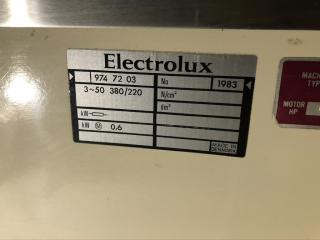 Electrolux
974 72 03 No 1983
3~50 380/220 N/cm²
dm³
kW
kW M 0.6
MADE IN DENMARK
MACH
TYP
MOTOR
HP